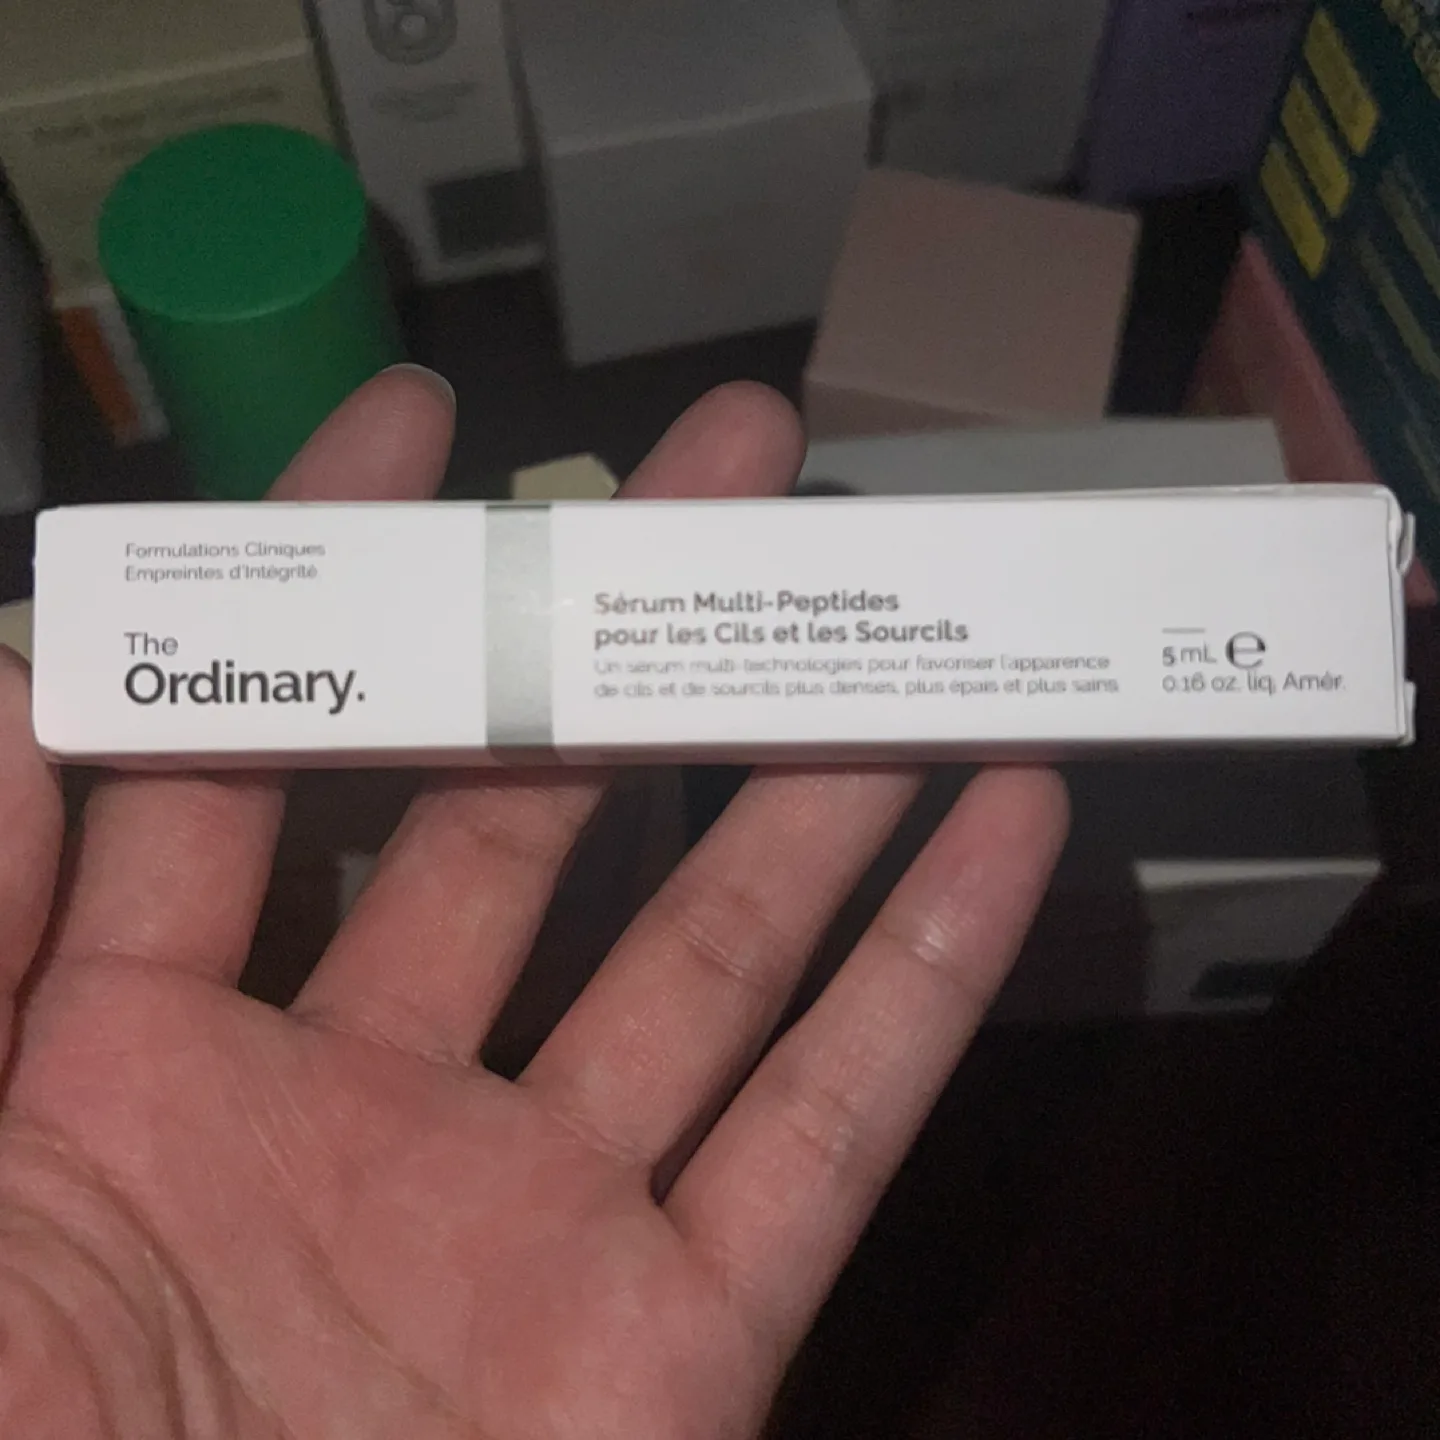 Formulations Cliniques
Empreintes d'Intégrité
The
Ordinary.
Sérum Multi-Peptides
pour les Cils et les Sourcils
Un sérum multi-technologies pour favoriser l'apparence
de cils et de sourcils plus denses, plus épais et plus sains
5 mL ℮
0.16 oz. liq. Amér.